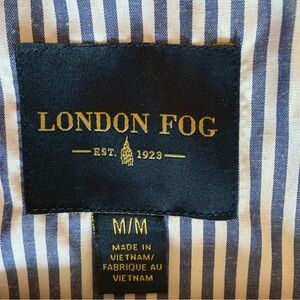 LONDON FOG
EST. 1923
M/M
MADE IN
VIETNAM/
FABRIQUE AU
VIETNAM